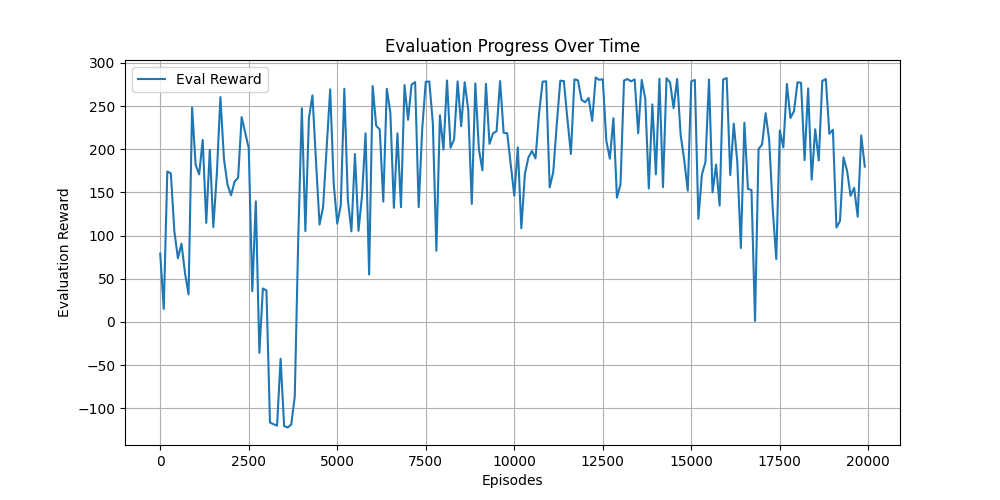 Evaluation Progress Over Time
Eval Reward
Evaluation Reward
300
250
200
150
100
50
0
−50
−100
0 2500 5000 7500 10000 12500 15000 17500 20000
Episodes